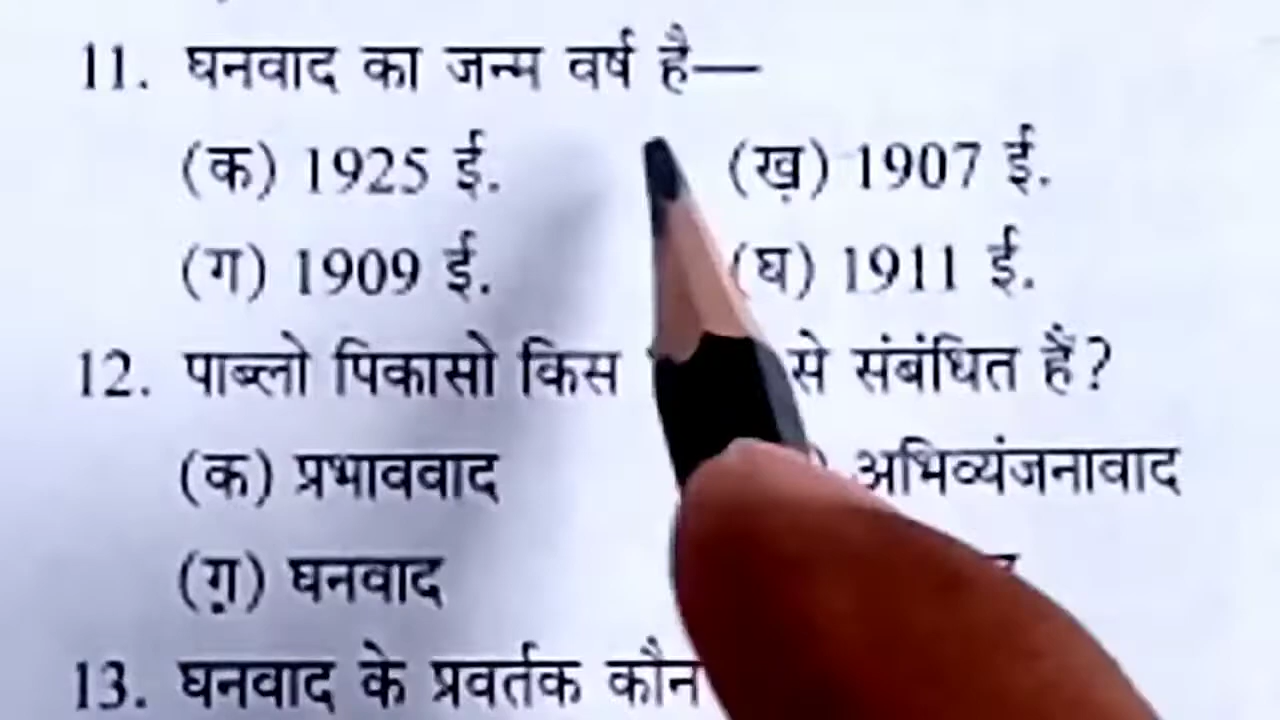 11. घनवाद का जन्म वर्ष है—
(क) 1925 ई. (ख़) 1907 ई.
(ग) 1909 ई. (घ) 1911 ई.
12. पाब्लो पिकासो किस से संबंधित हैं?
(क) प्रभाववाद अभिव्यंजनावाद
(ग़) घनवाद
13. घनवाद के प्रवर्तक कौन